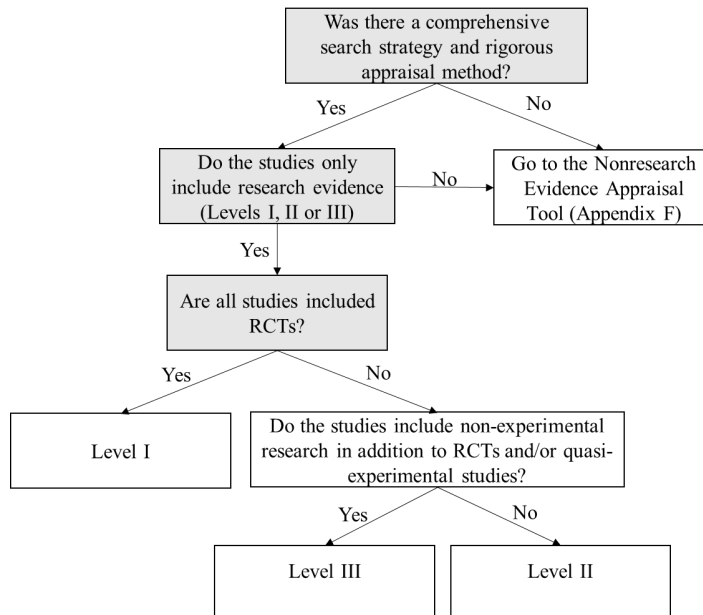 Was there a comprehensive
search strategy and rigorous
appraisal method?
Yes
No
Do the studies only
include research evidence
(Levels I, II or III)
No
Go to the Nonresearch
Evidence Appraisal
Tool (Appendix F)
Yes
Are all studies included
RCTs?
Yes
No
Level I
Do the studies include non-experimental
research in addition to RCTs and/or quasi-
experimental studies?
Yes
No
Level III
Level II